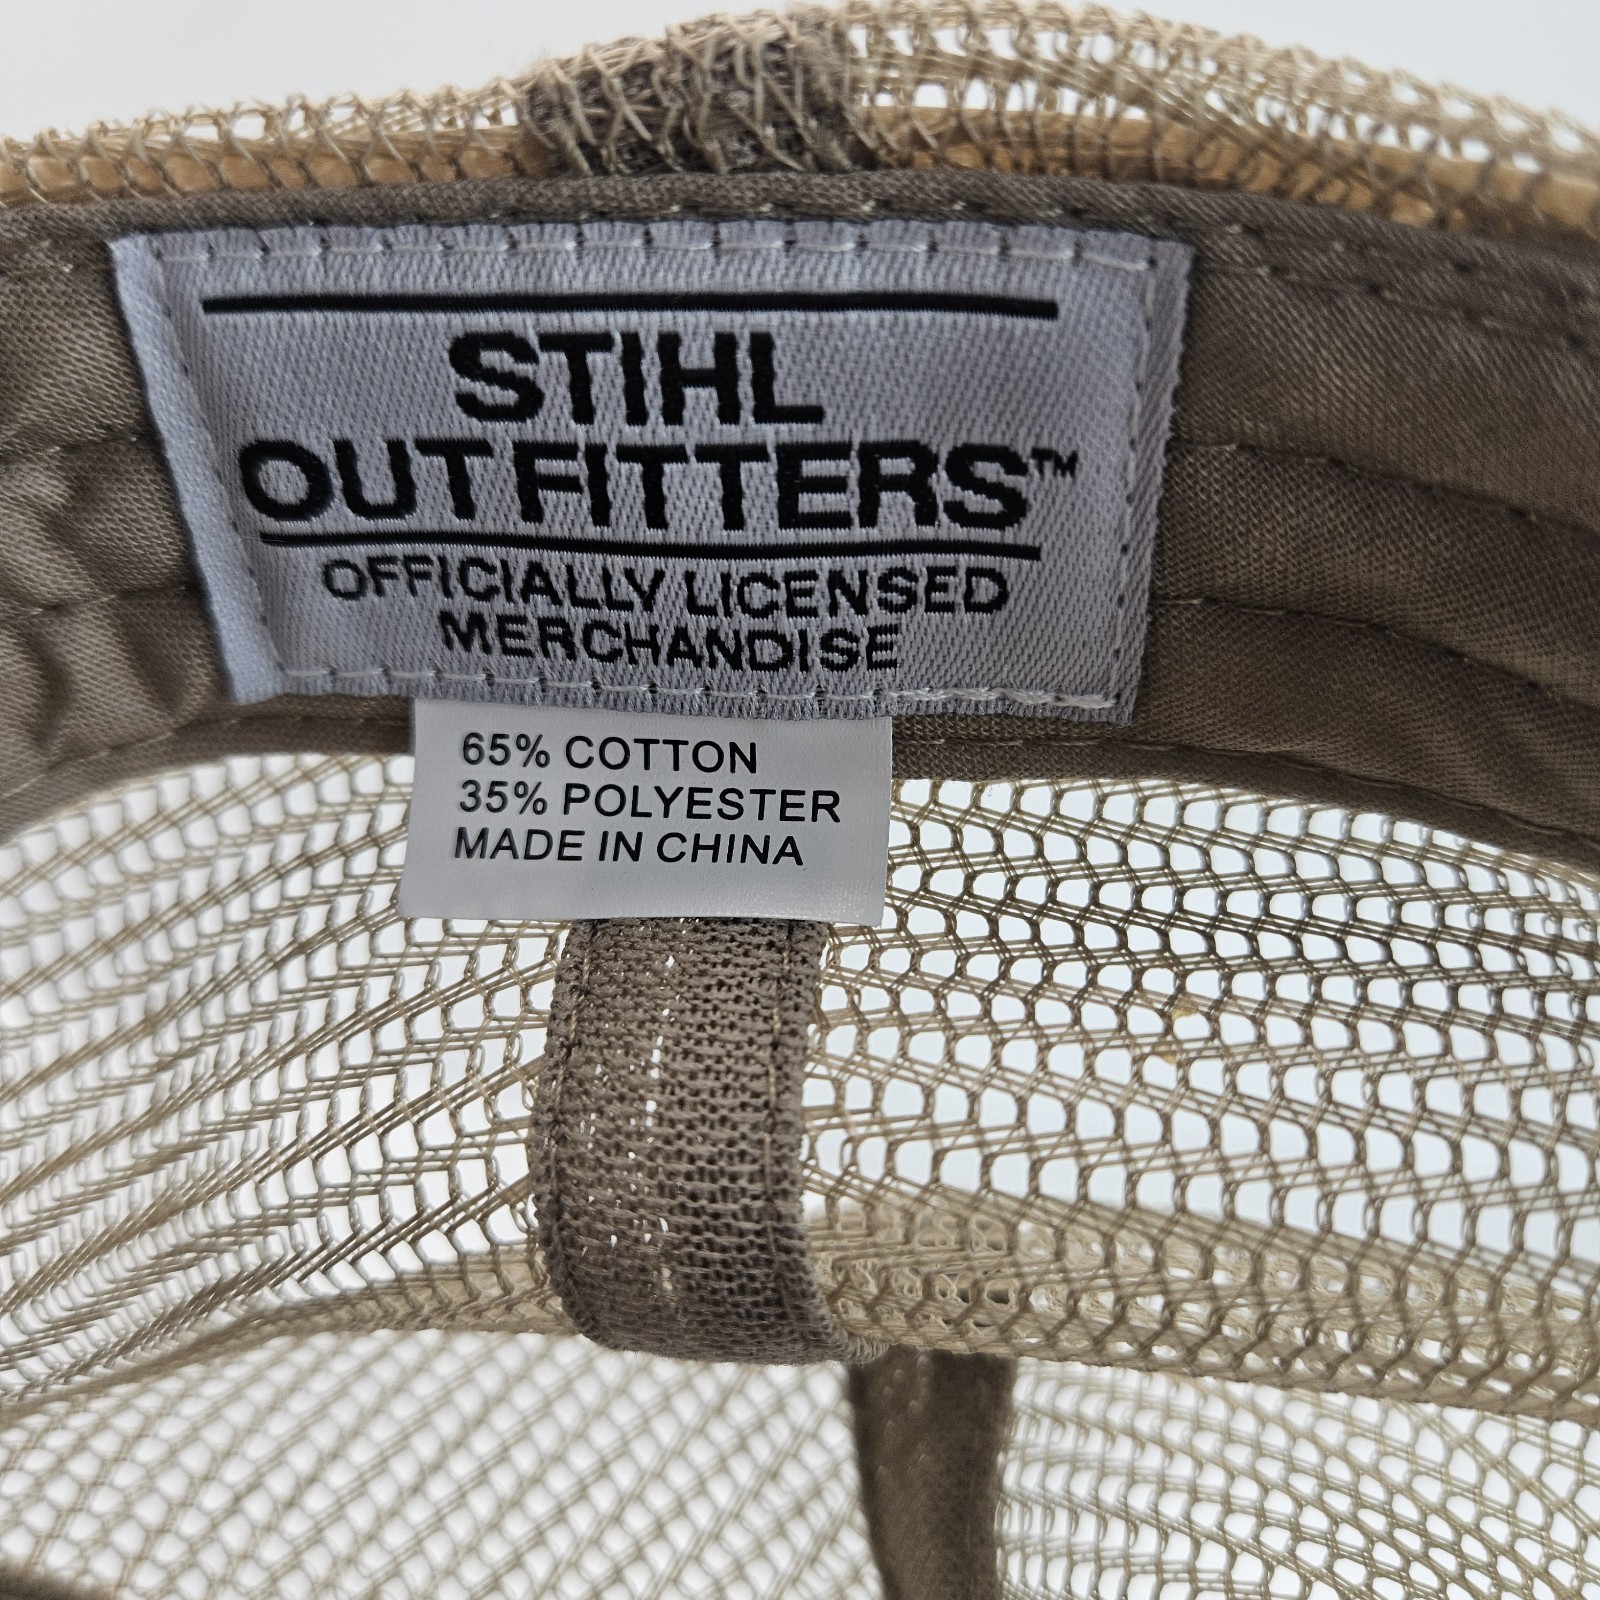 STIHL
OUTFITTERS™
OFFICIALLY LICENSED
MERCHANDISE
65% COTTON
35% POLYESTER
MADE IN CHINA